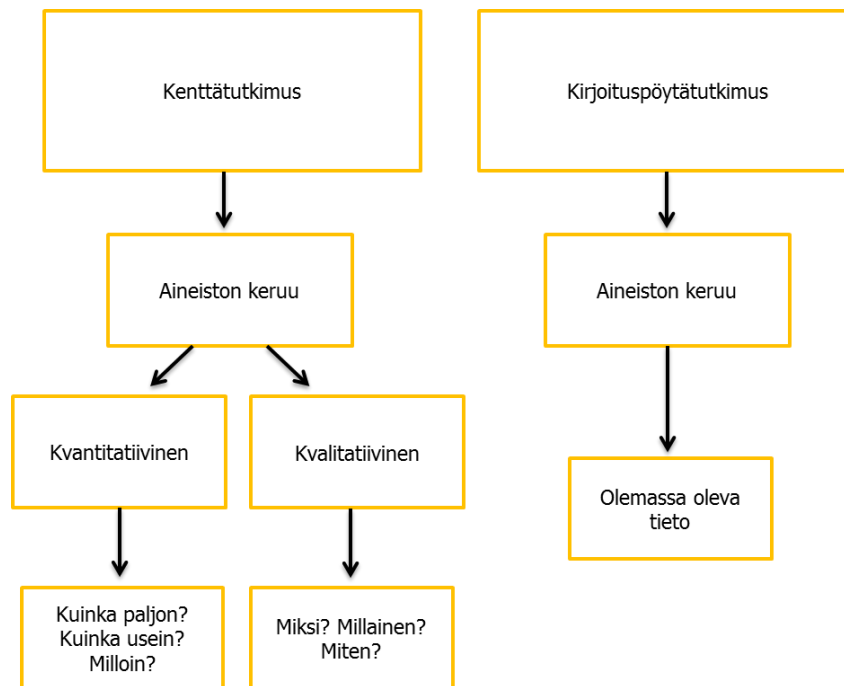 Kenttätutkimus
Kirjoituspöytätutkimus
Aineiston keruu
Aineiston keruu
Kvantitatiivinen
Kvalitatiivinen
Olemassa oleva
tieto
Kuinka paljon?
Kuinka usein?
Milloin?
Miksi? Millainen?
Miten?